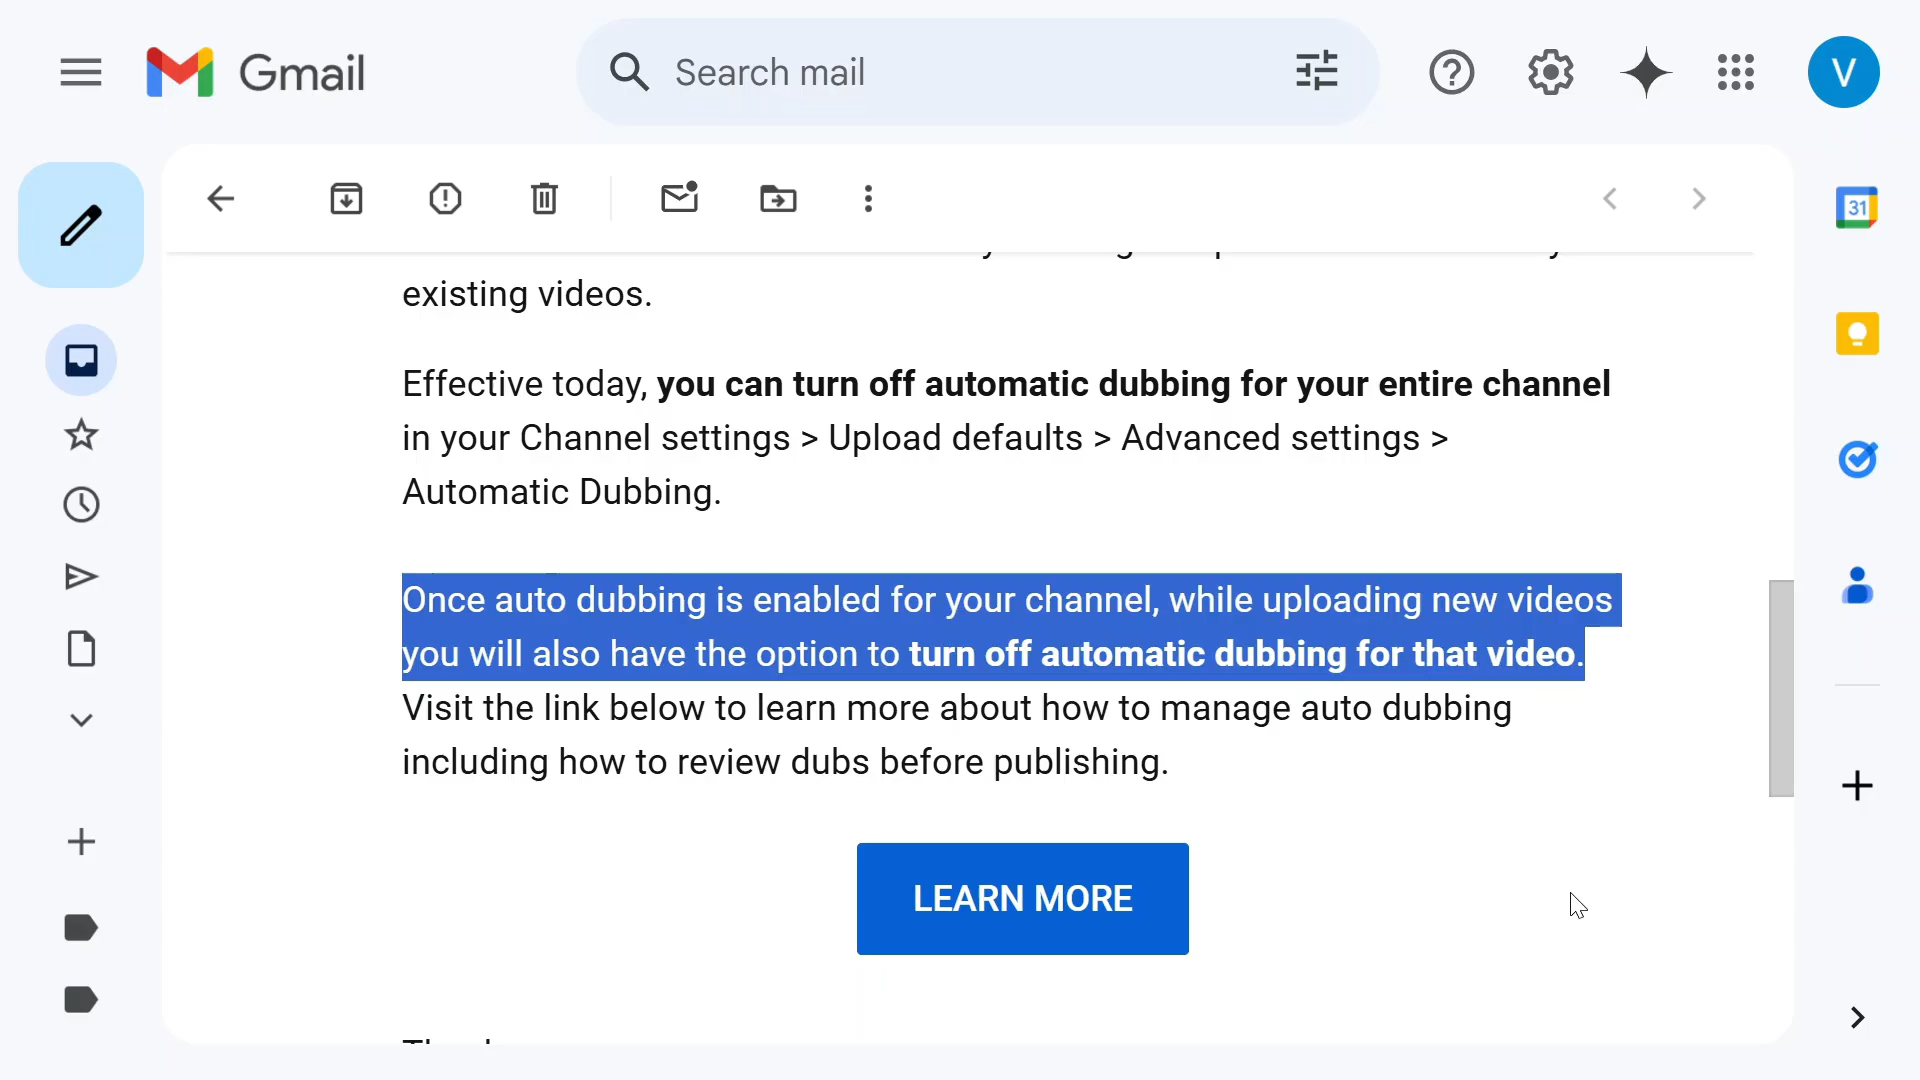 Gmail
Search mail
V
31
existing videos.
Effective today, you can turn off automatic dubbing for your entire channel
in your Channel settings > Upload defaults > Advanced settings >
Automatic Dubbing.
Once auto dubbing is enabled for your channel, while uploading new videos
you will also have the option to turn off automatic dubbing for that video.
Visit the link below to learn more about how to manage auto dubbing
including how to review dubs before publishing.
LEARN MORE